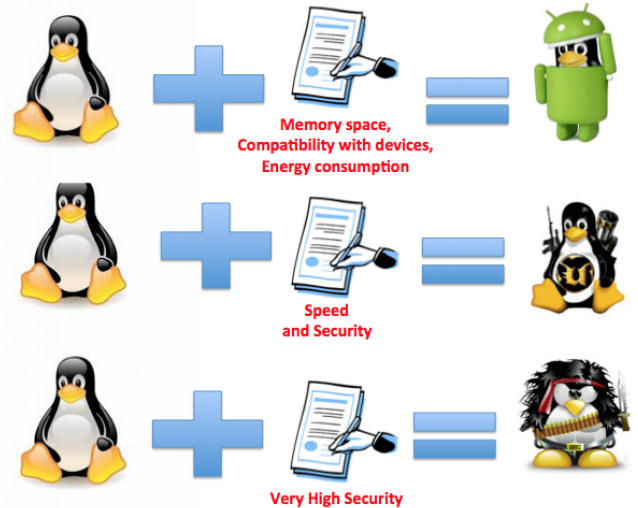 Memory space,
Compatibility with devices,
Energy consumption
Speed
and Security
Very High Security